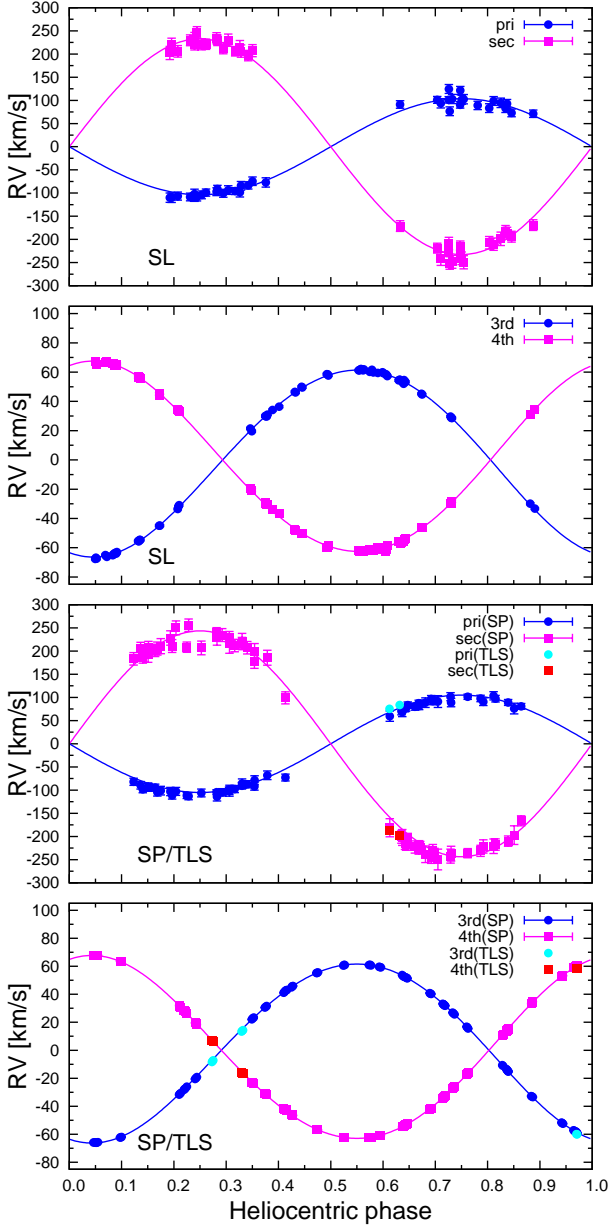 300
250
200
150
100
50
0
-50
-100
-150
-200
-250
-300
RV [km/s]
pri
sec
SL
100
80
60
40
20
0
-20
-40
-60
-80
RV [km/s]
3rd
4th
SL
300
250
200
150
100
50
0
-50
-100
-150
-200
-250
-300
RV [km/s]
pri(SP)
sec(SP)
pri(TLS)
sec(TLS)
SP/TLS
100
80
60
40
20
0
-20
-40
-60
-80
RV [km/s]
3rd(SP)
4th(SP)
3rd(TLS)
4th(TLS)
SP/TLS
0.0 0.1 0.2 0.3 0.4 0.5 0.6 0.7 0.8 0.9 1.0
Heliocentric phase